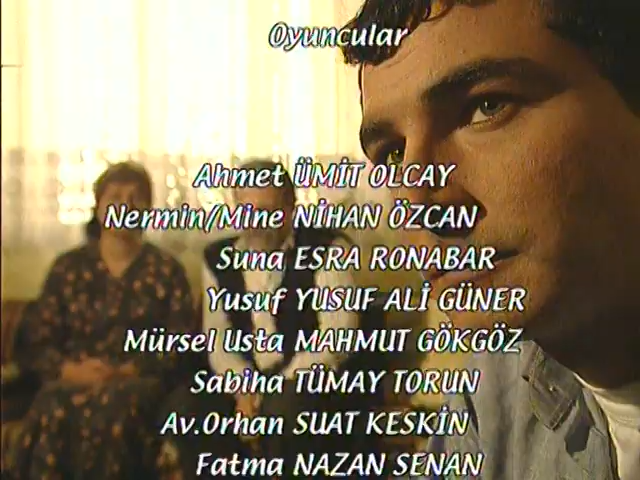 Oyuncular
Ahmet ÜMİT OLCAY
Nermin/Mine NİHAN ÖZCAN
Suna ESRA RONABAR
Yusuf YUSUF ALİ GÜNER
Mürsel Usta MAHMUT GÖKGÖZ
Sabiha TÜMAY TORUN
Av.Orhan SUAT KESKİN
Fatma NAZAN SENAN